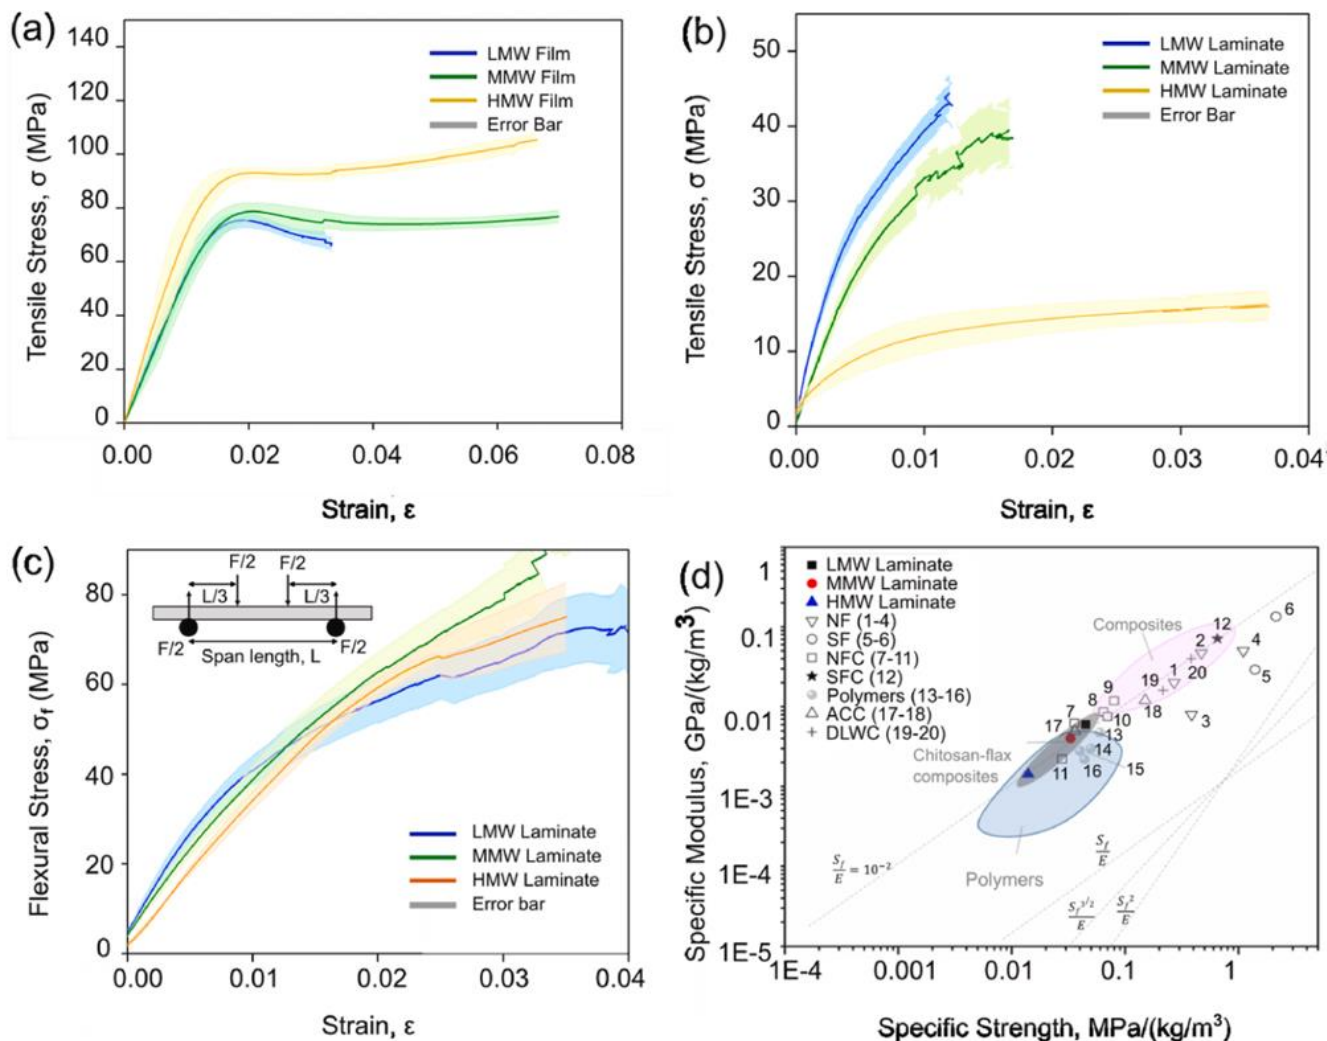 (a)
140
120
100
80
60
40
20
0
Tensile Stress, σ (MPa)
LMW Film
MMW Film
HMW Film
Error Bar
0.00 0.02 0.04 0.06 0.08
Strain, ε
(b)
50
40
30
20
10
0
Tensile Stress, σ (MPa)
LMW Laminate
MMW Laminate
HMW Laminate
Error Bar
0.00 0.01 0.02 0.03 0.04
Strain, ε
(c)
80
60
40
20
0
Flexural Stress, σf (MPa)
F/2 F/2
L/3 L/3
F/2 F/2
Span length, L
LMW Laminate
MMW Laminate
HMW Laminate
Error bar
0.00 0.01 0.02 0.03 0.04
Strain, ε
(d)
1
0.1
0.01
1E-3
1E-4
1E-5
Specific Modulus, GPa/(kg/m³)
LMW Laminate
MMW Laminate
HMW Laminate
NF (1-4)
SF (5-6)
NFC (7-11)
SFC (12)
Polymers (13-16)
ACC (17-18)
DLWC (19-20)
Composites
12
6
2
4
1
20
19
5
9
8
18
3
7
10
17
13
14
15
11
16
Chitosan-flax
composites
Polymers
S_f/E = 10⁻²
S_f/E
S_f^1/2/E
S_f²/E
1E-4 0.001 0.01 0.1 1
Specific Strength, MPa/(kg/m³)